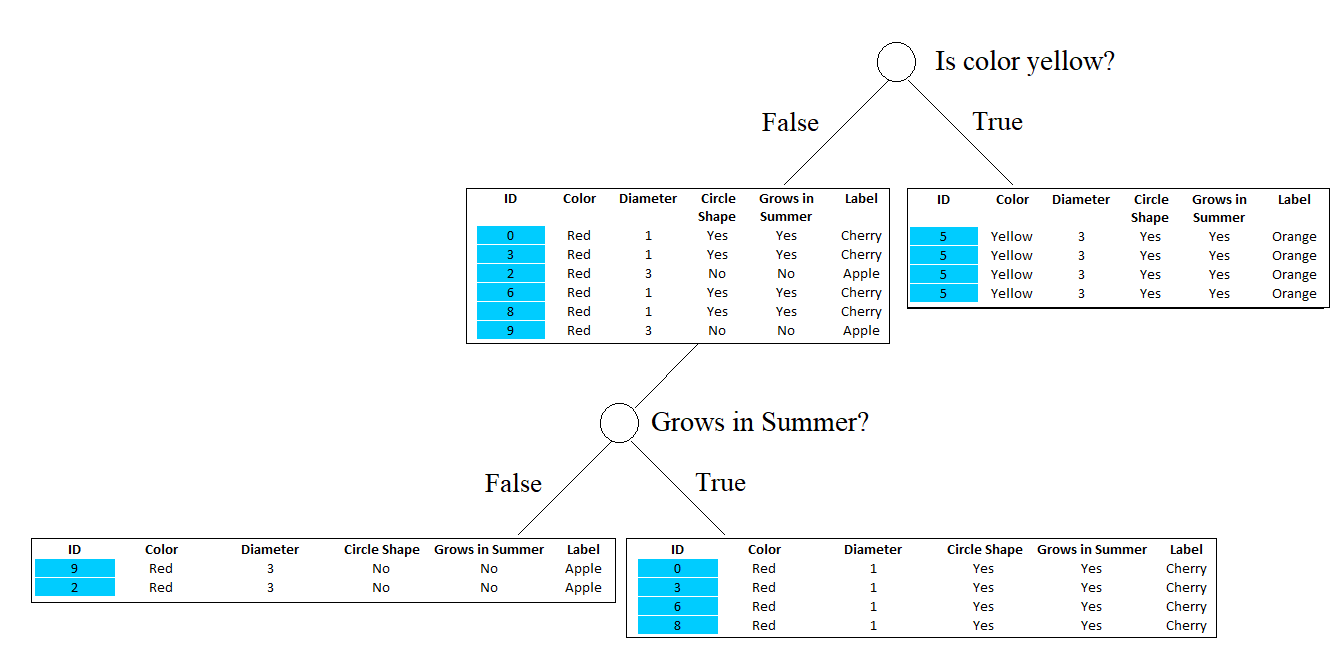 Is color yellow?
False
True
ID Color Diameter Circle Shape Grows in Summer Label
0 Red 1 Yes Yes Cherry
3 Red 1 Yes Yes Cherry
2 Red 3 No No Apple
6 Red 1 Yes Yes Cherry
8 Red 1 Yes Yes Cherry
9 Red 3 No No Apple
ID Color Diameter Circle Shape Grows in Summer Label
5 Yellow 3 Yes Yes Orange
5 Yellow 3 Yes Yes Orange
5 Yellow 3 Yes Yes Orange
5 Yellow 3 Yes Yes Orange
Grows in Summer?
False
True
ID Color Diameter Circle Shape Grows in Summer Label
9 Red 3 No No Apple
2 Red 3 No No Apple
ID Color Diameter Circle Shape Grows in Summer Label
0 Red 1 Yes Yes Cherry
3 Red 1 Yes Yes Cherry
6 Red 1 Yes Yes Cherry
8 Red 1 Yes Yes Cherry